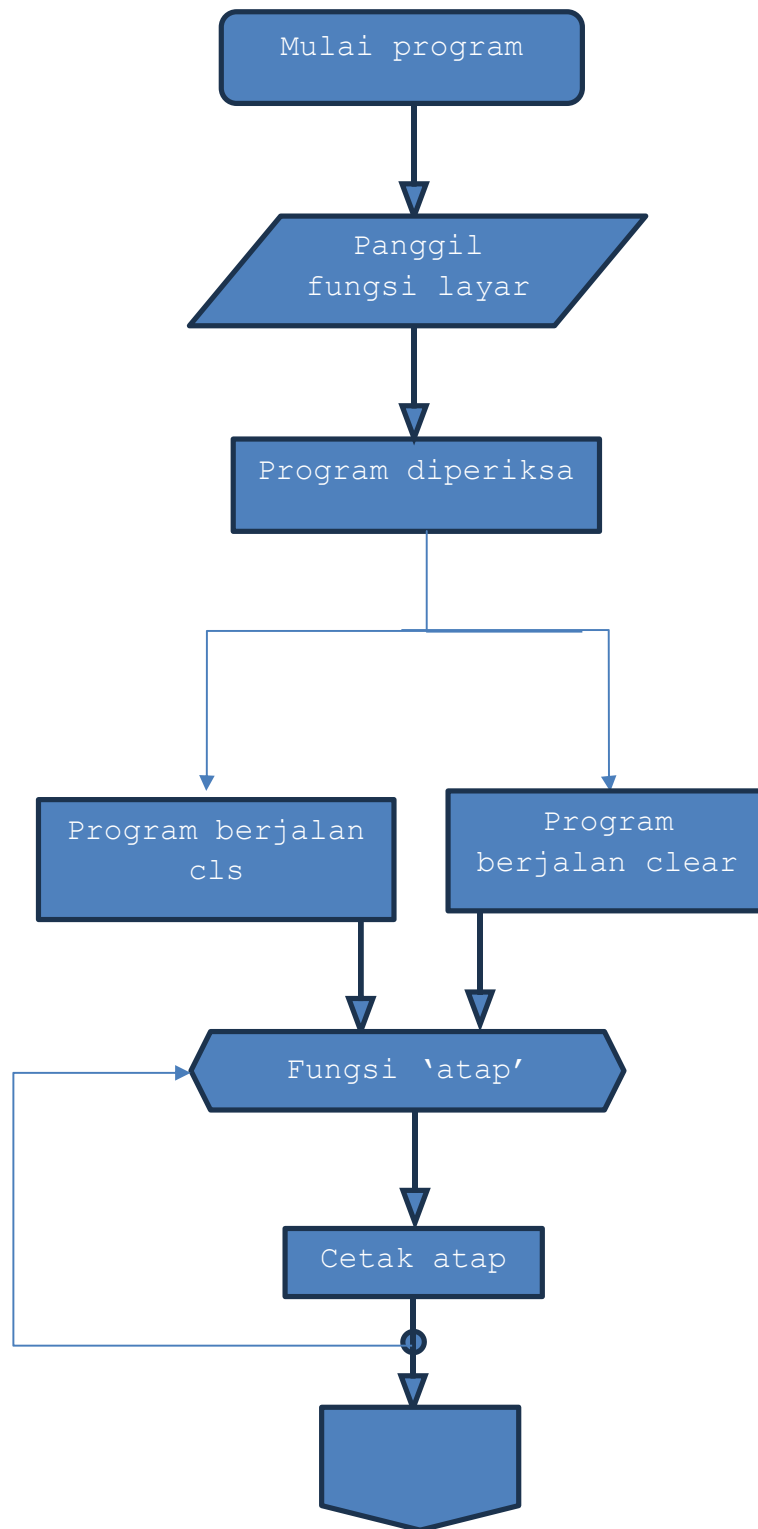 Mulai program
Panggil
fungsi layar
Program diperiksa
Program berjalan
cls
Program
berjalan clear
Fungsi ‘atap’
Cetak atap